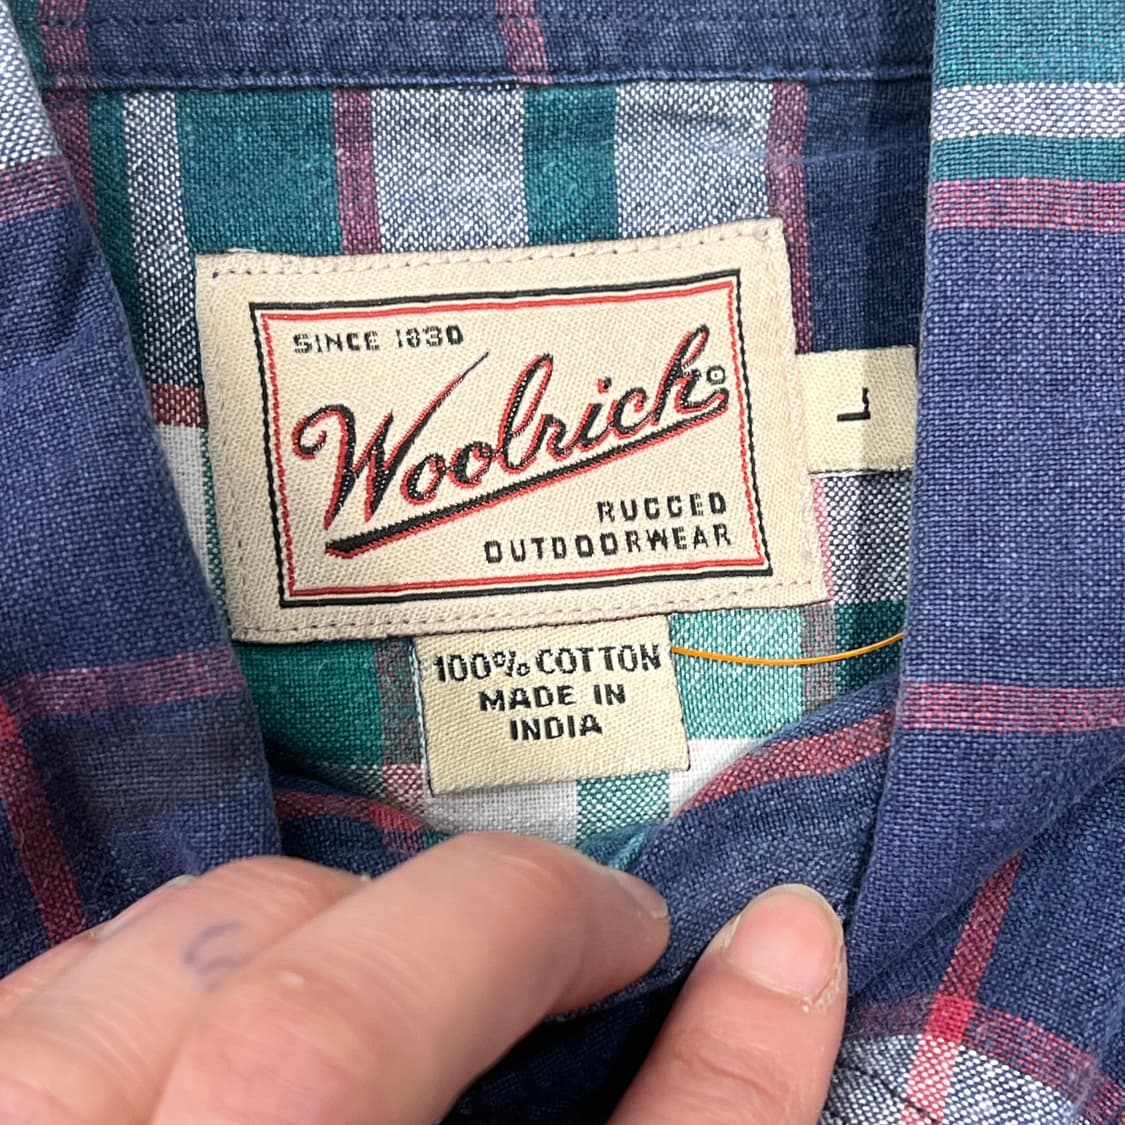 SINCE 1830
Woolrich®
RUGGED
OUTDOORWEAR
L
100% COTTON
MADE IN
INDIA